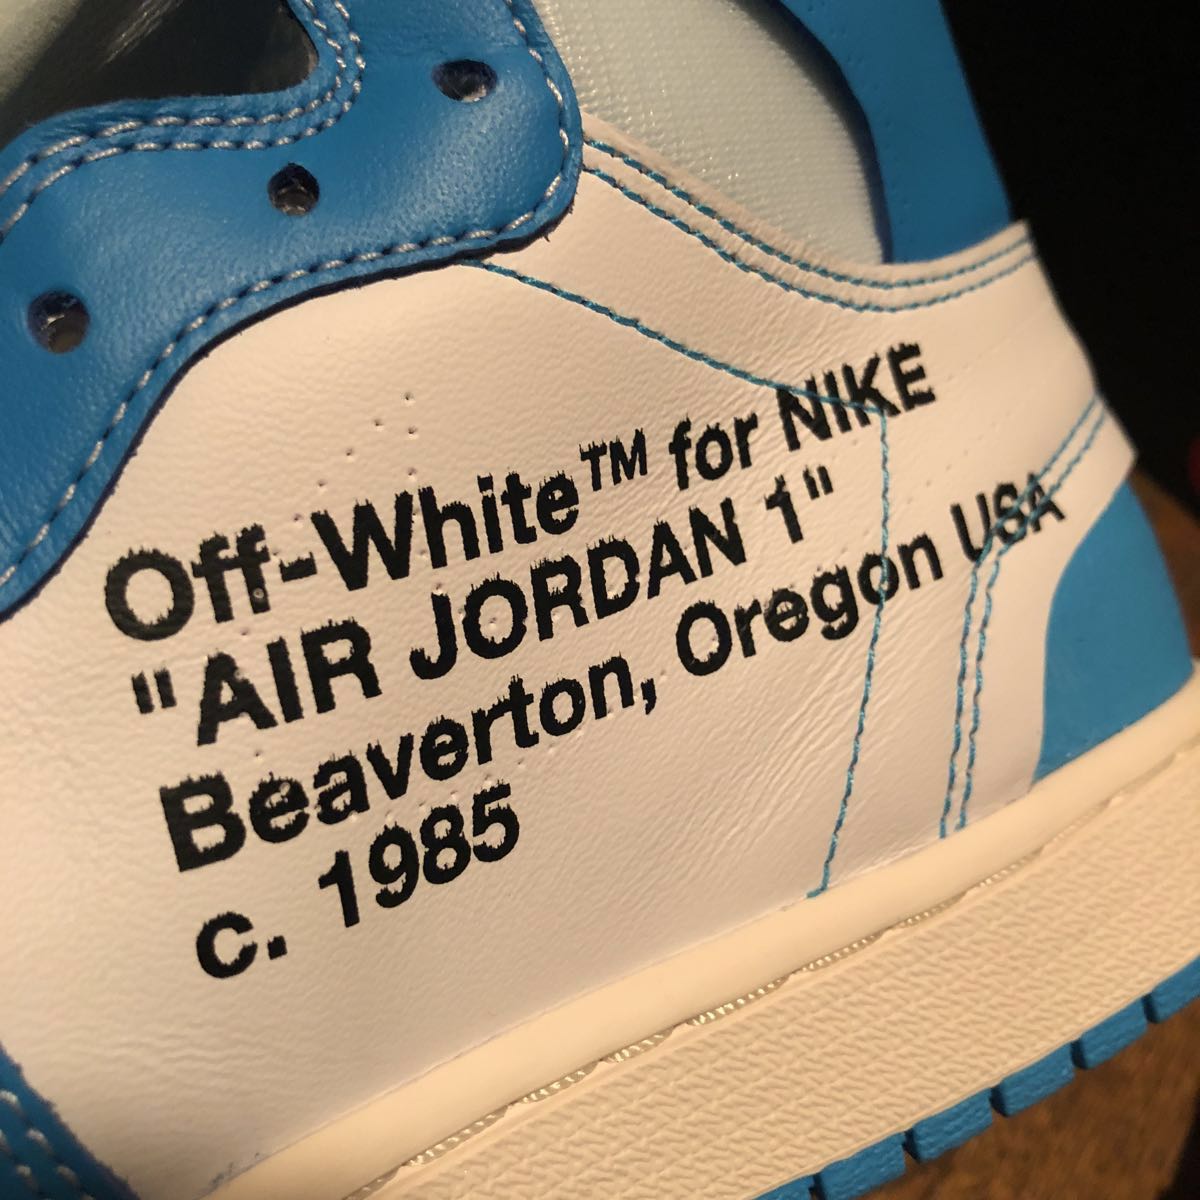 Off-White™ for NIKE
"AIR JORDAN 1"
Beaverton, Oregon USA
c. 1985